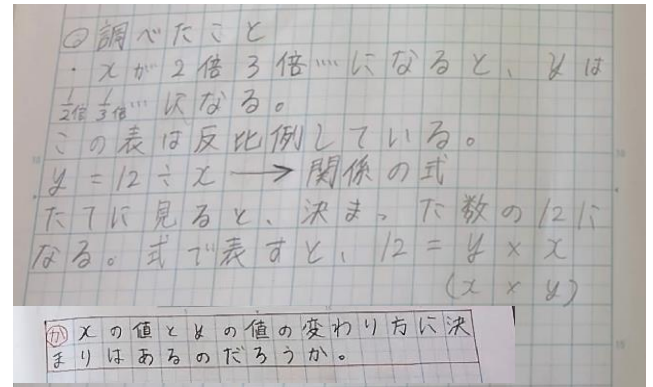 ◎調べたこと
・xが2倍3倍……になると、yは
1/2倍 1/3倍…になる。
この表は反比例している。
y=12÷x→関係の式
たてに見ると、決まった数の12に
なる。式で表すと、12=y×x
(x×y)
か xの値とyの値の変わり方に決
まりはあるのだろうか。